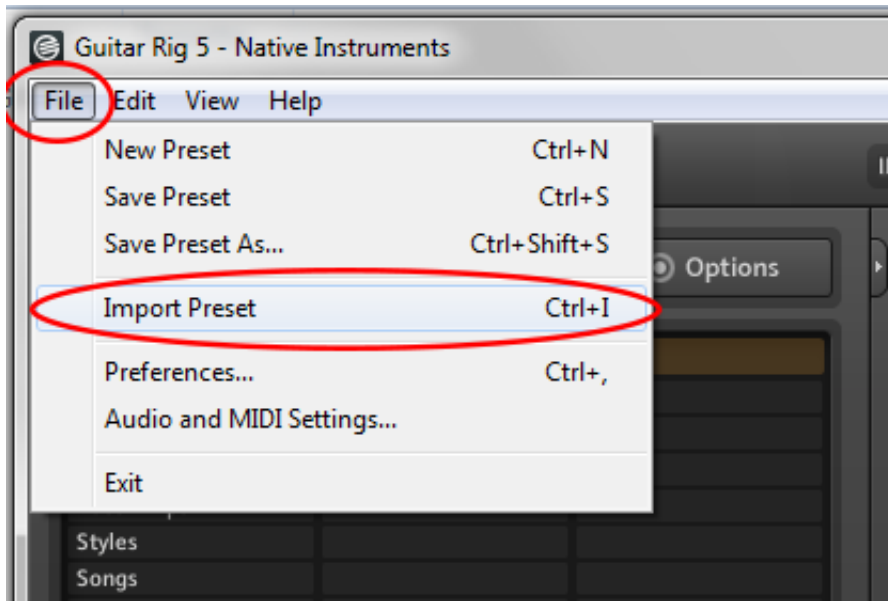 Guitar Rig 5 - Native Instruments
File Edit View Help
New Preset Ctrl+N
Save Preset Ctrl+S
Save Preset As... Ctrl+Shift+S
Options
Import Preset Ctrl+I
Preferences... Ctrl+,
Audio and MIDI Settings...
Exit
Styles
Songs